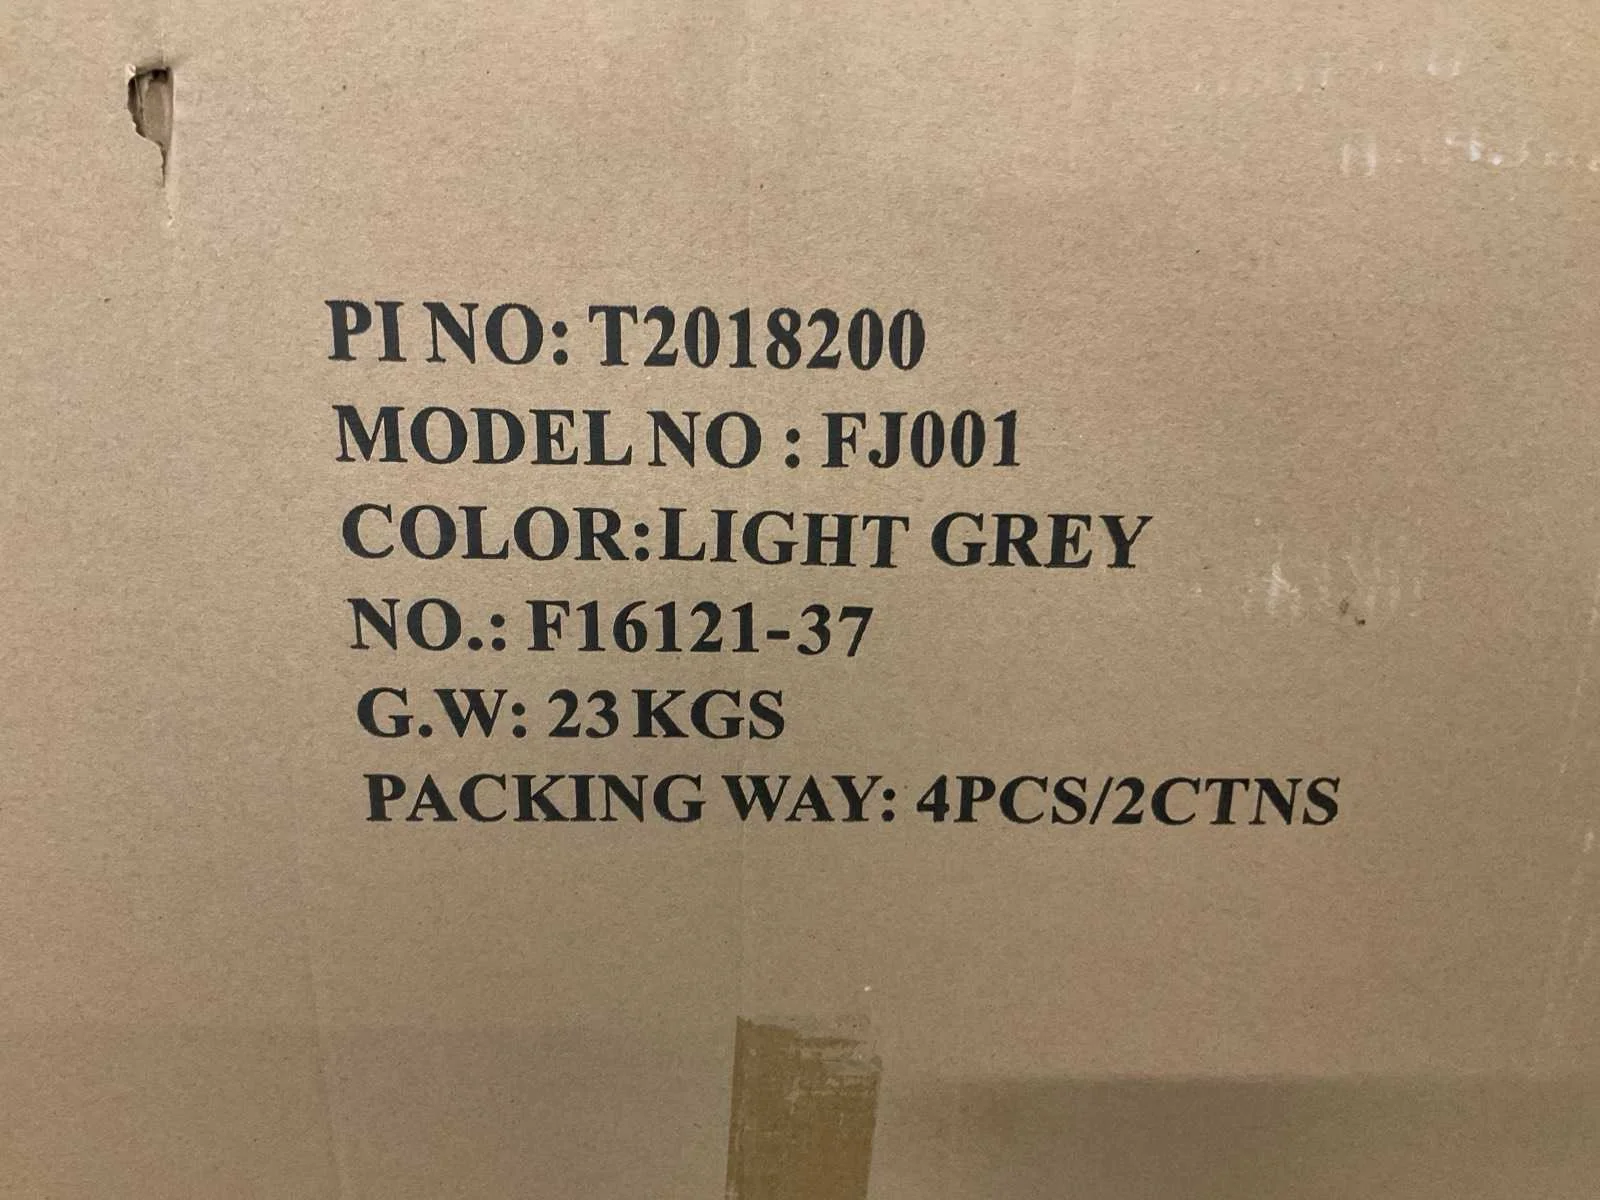 PI NO: T2018200
MODEL NO : FJ001
COLOR:LIGHT GREY
NO.: F16121-37
G.W: 23KGS
PACKING WAY: 4PCS/2CTNS